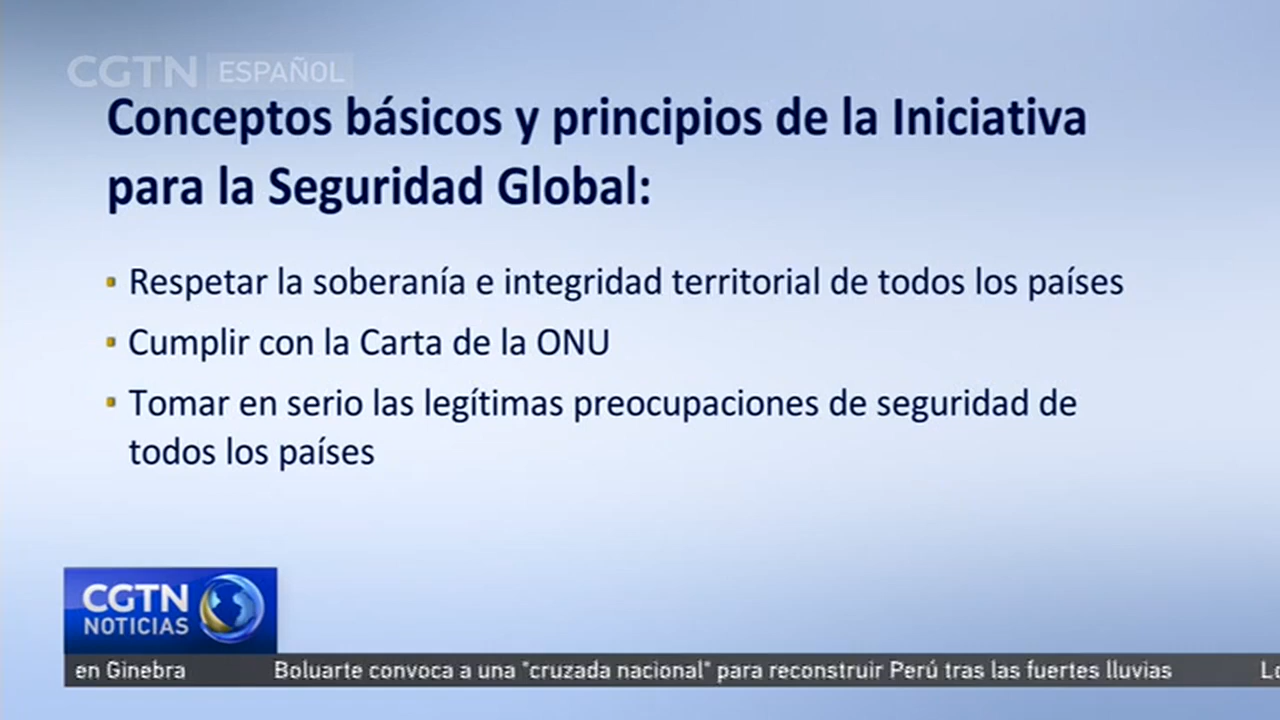 CGTN ESPAÑOL
Conceptos básicos y principios de la Iniciativa
para la Seguridad Global:
Respetar la soberanía e integridad territorial de todos los países
Cumplir con la Carta de la ONU
Tomar en serio las legítimas preocupaciones de seguridad de
todos los países
CGTN
NOTICIAS
en Ginebra Boluarte convoca a una "cruzada nacional" para reconstruir Perú tras las fuertes lluvias